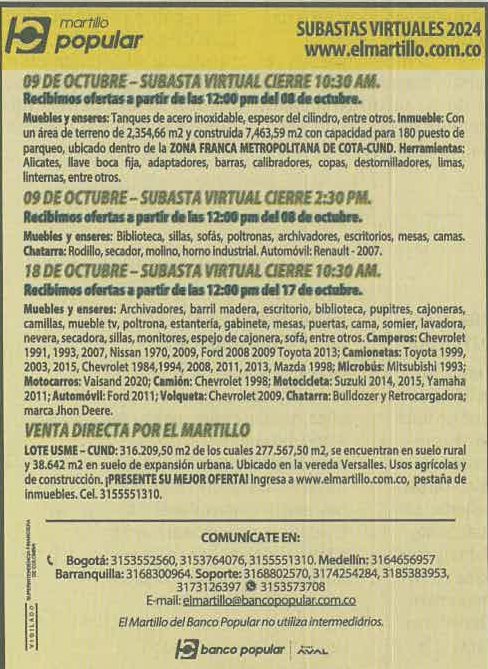 martillo
popular
SUBASTAS VIRTUALES 2024
www.elmartillo.com.co
09 DE OCTUBRE – SUBASTA VIRTUAL CIERRE 10:30 AM.
Recibimos ofertas a partir de las 12:00 pm del 08 de octubre.
Muebles y enseres: Tanques de acero inoxidable, espesor del cilindro, entre otros. Inmueble: Con
un área de terreno de 2,354,66 m2 y construida 7,463,59 m2 con capacidad para 180 puesto de
parqueo, ubicado dentro de la ZONA FRANCA METROPOLITANA DE COTA-CUND. Herramientas:
Alicates, llave boca fija, adaptadores, barras, calibradores, copas, destornilladores, limas,
linternas, entre otros.
09 DE OCTUBRE – SUBASTA VIRTUAL CIERRE 2:30 PM.
Recibimos ofertas a partir de las 12:00 pm del 08 de octubre.
Muebles y enseres: Biblioteca, sillas, sofás, poltronas, archivadores, escritorios, mesas, camas.
Chatarra: Rodillo, secador, molino, horno industrial. Automóvil: Renault - 2007.
18 DE OCTUBRE – SUBASTA VIRTUAL CIERRE 10:30 AM.
Recibimos ofertas a partir de las 12:00 pm del 17 de octubre.
Muebles y enseres: Archivadores, barril madera, escritorio, biblioteca, pupitres, cajoneras,
camillas, mueble tv, poltrona, estantería, gabinete, mesas, puertas, cama, somier, lavadora,
nevera, secadora, sillas, monitores, espejo de cajonera, sofá, entre otros. Camperos: Chevrolet
1991, 1993, 2007, Nissan 1970, 2009, Ford 2008 2009 Toyota 2013; Camionetas: Toyota 1999,
2003, 2015, Chevrolet 1984,1994, 2008, 2011, 2013, Mazda 1998; Microbús: Mitsubishi 1993;
Motocarros: Vaisand 2020; Camión: Chevrolet 1998; Motocicleta: Suzuki 2014, 2015, Yamaha
2011; Automóvil: Ford 2011; Volqueta: Chevrolet 2009. Chatarra: Bulldozer y Retrocargadora;
marca Jhon Deere.
VENTA DIRECTA POR EL MARTILLO
LOTE USME – CUND: 316.209,50 m2 de los cuales 277.567,50 m2, se encuentran en suelo rural
y 38.642 m2 en suelo de expansión urbana. Ubicado en la vereda Versalles. Usos agrícolas y
de construcción. ¡PRESENTE SU MEJOR OFERTA! Ingresa a www.elmartillo.com.co, pestaña de
inmuebles. Cel. 3155551310.
COMUNÍCATE EN:
Bogotá: 3153552560, 3153764076, 3155551310. Medellín: 3164656957
Barranquilla: 3168300964. Soporte: 3168802570, 3174254284, 3185383953,
3173126397 3153573708
E-mail: elmartillo@bancopopular.com.co
El Martillo del Banco Popular no utiliza intermediários.
banco popular
AVAL
VIGILADO
SUPERINTENDENCIA FINANCIERA
DE COLOMBIA